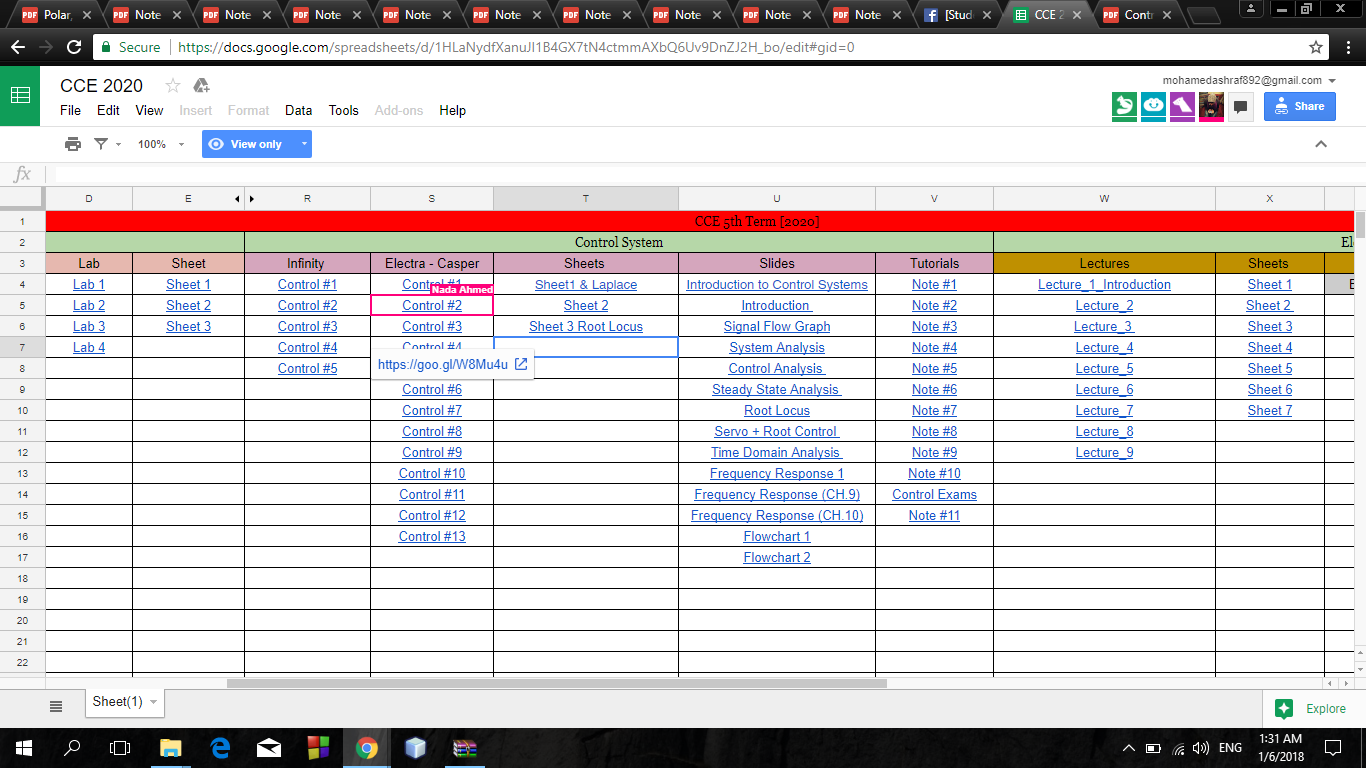 Polar, Note Note Note Note Note Note Note Note Note [Stud CCE 2 Contr
Secure https://docs.google.com/spreadsheets/d/1HLaNydfXanuJI1B4GX7tN4ctmmAXbQ6Uv9DnZJ2H_bo/edit#gid=0
CCE 2020
mohamedashraf892@gmail.com
File Edit View Insert Format Data Tools Add-ons Help
Share
100% View only
fx
D E R S T U V W X
1 CCE 5th Term [2020]
2 Control System El
3 Lab Sheet Infinity Electra - Casper Sheets Slides Tutorials Lectures Sheets
4 Lab 1 Sheet 1 Control #1 Sheet1 & Laplace Introduction to Control Systems Note #1 Lecture_1_Introduction Sheet 1
Nada Ahmed
5 Lab 2 Sheet 2 Control #2 Control #2 Sheet 2 Introduction Note #2 Lecture_2 Sheet 2
6 Lab 3 Sheet 3 Control #3 Control #3 Sheet 3 Root Locus Signal Flow Graph Note #3 Lecture_3 Sheet 3
7 Lab 4 Control #4 Control #4 System Analysis Note #4 Lecture_4 Sheet 4
https://goo.gl/W8Mu4u
8 Control #5 Control Analysis Note #5 Lecture_5 Sheet 5
9 Control #6 Steady State Analysis Note #6 Lecture_6 Sheet 6
10 Control #7 Root Locus Note #7 Lecture_7 Sheet 7
11 Control #8 Servo + Root Control Note #8 Lecture_8
12 Control #9 Time Domain Analysis Note #9 Lecture_9
13 Control #10 Frequency Response 1 Note #10
14 Control #11 Frequency Response (CH.9) Control Exams
15 Control #12 Frequency Response (CH.10) Note #11
16 Control #13 Flowchart 1
17 Flowchart 2
18
19
20
21
22
Sheet(1)
Explore
ENG
1:31 AM
1/6/2018